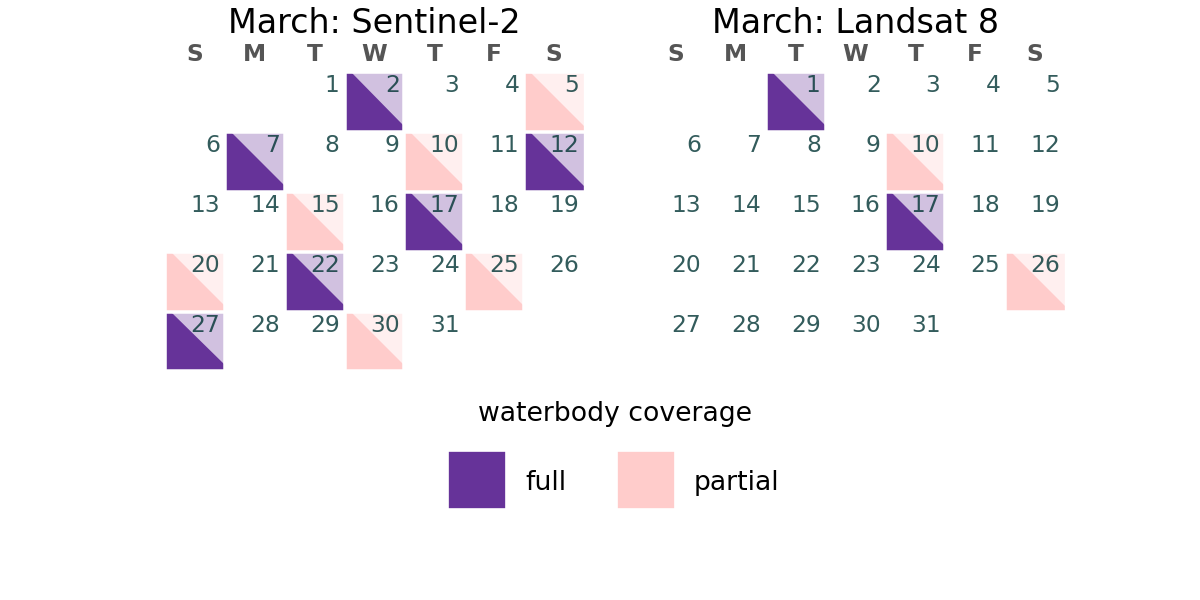 March: Sentinel-2
S M T W T F S
1 2 3 4 5
6 7 8 9 10 11 12
13 14 15 16 17 18 19
20 21 22 23 24 25 26
27 28 29 30 31
March: Landsat 8
S M T W T F S
1 2 3 4 5
6 7 8 9 10 11 12
13 14 15 16 17 18 19
20 21 22 23 24 25 26
27 28 29 30 31
waterbody coverage
full
partial